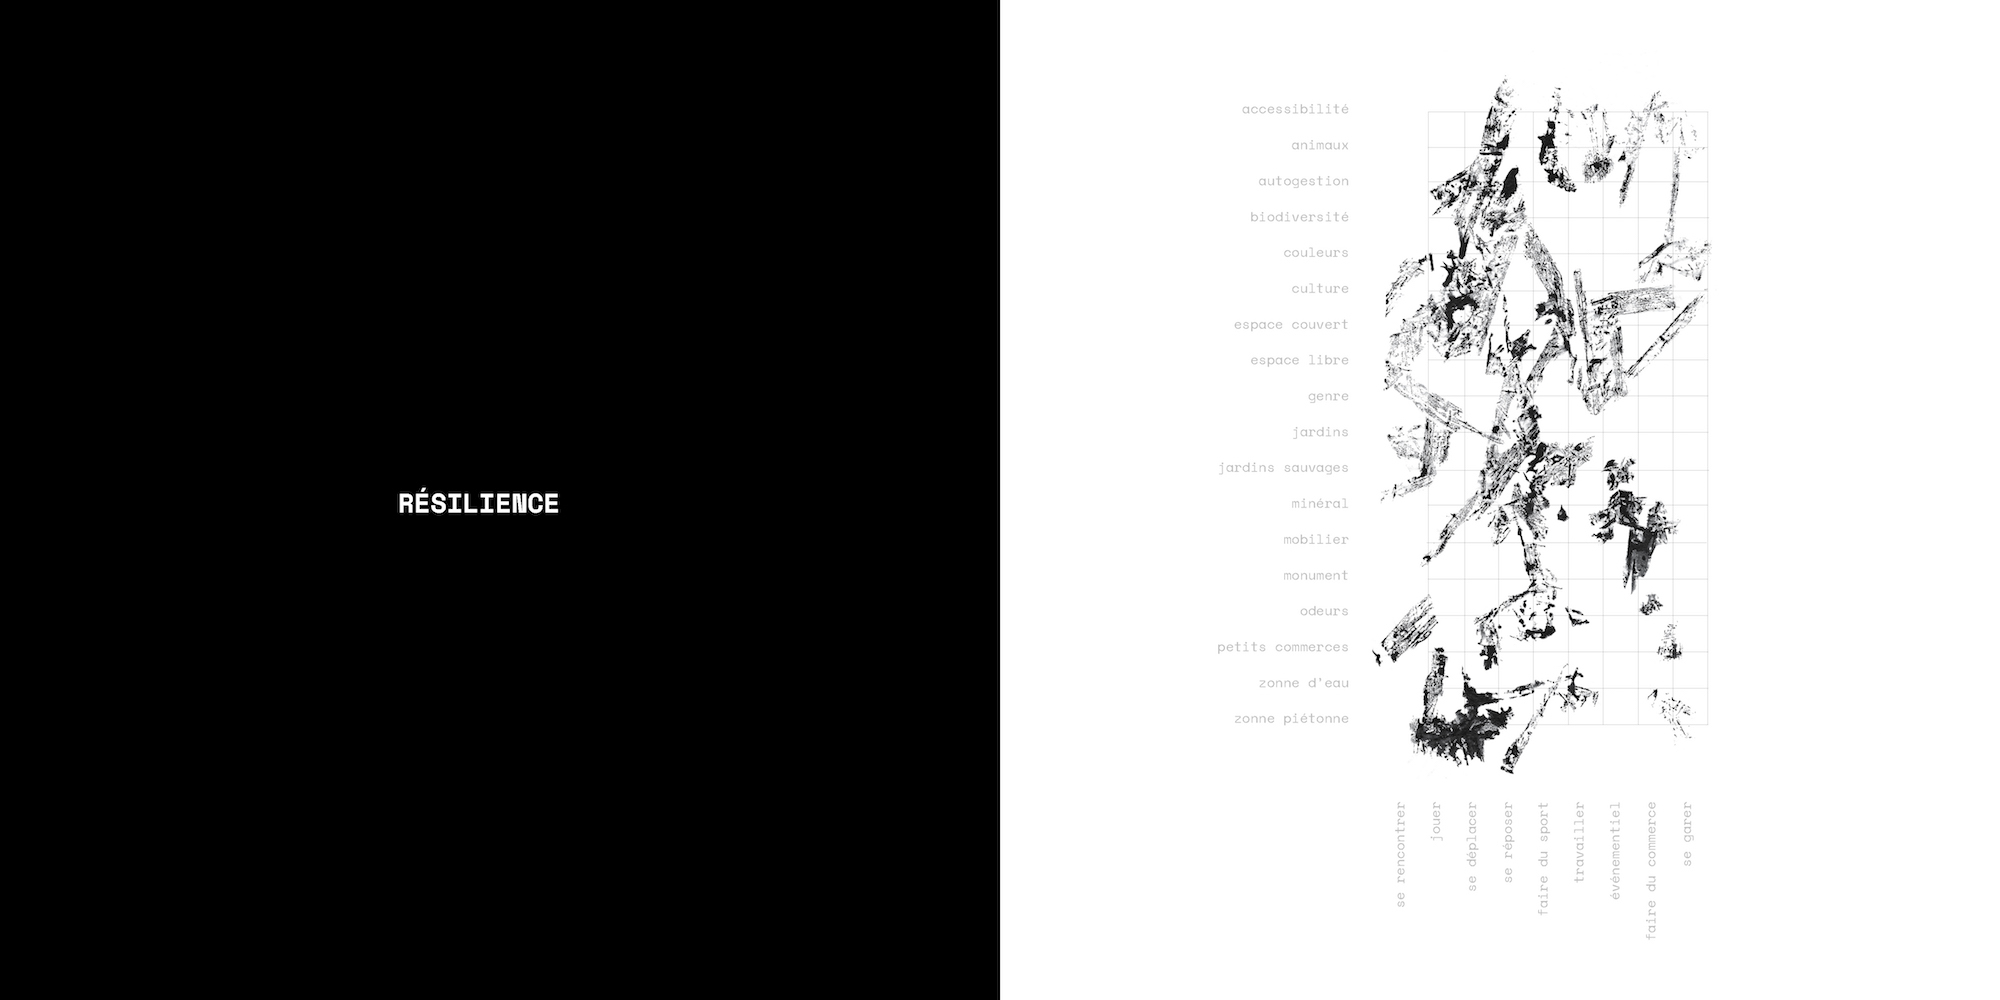 RÉSILIENCE
accessibilité
animaux
autogestion
biodiversité
couleurs
culture
espace couvert
espace libre
genre
jardins
jardins sauvages
minéral
mobilier
monument
odeurs
petits commerces
zonne d'eau
zonne piétonne
se rencontrer
jouer
se déplacer
se réposer
faire du sport
travailler
événementiel
faire du commerce
se garer